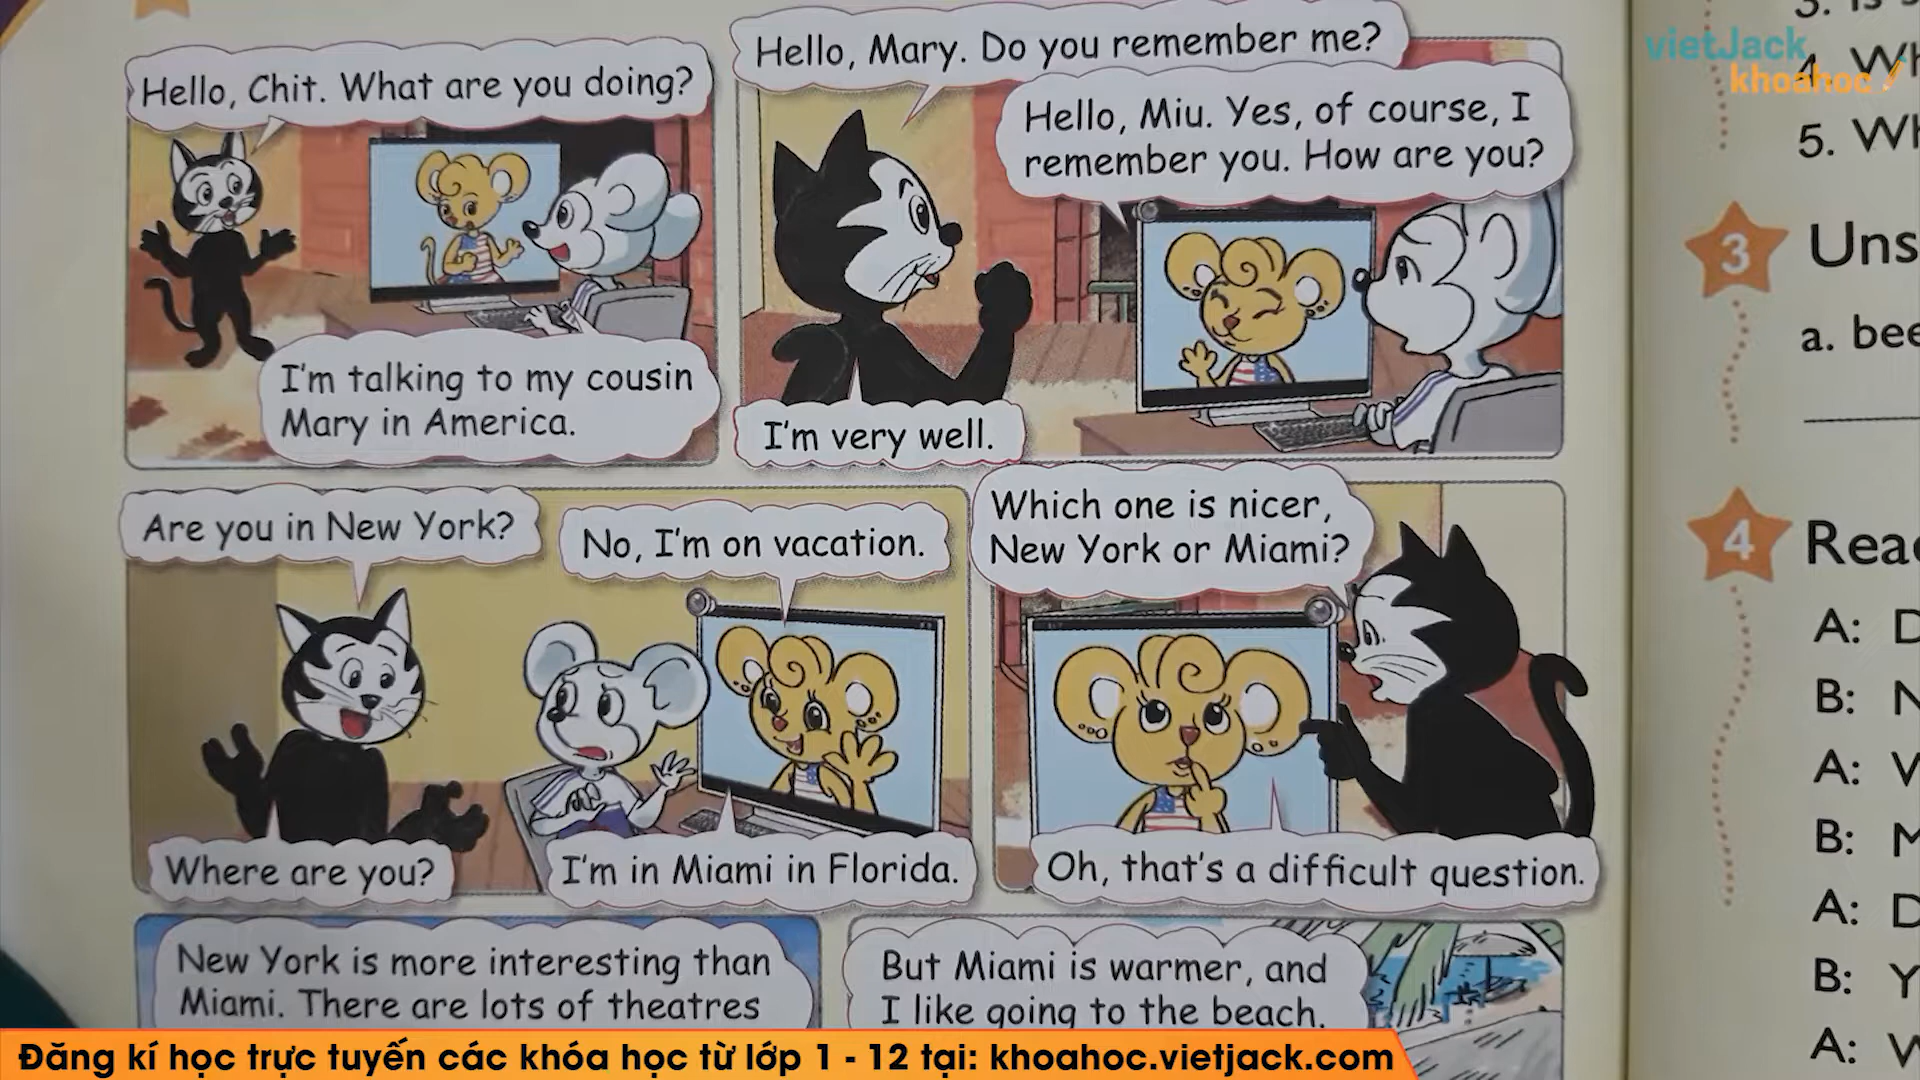 Hello, Chit. What are you doing?
I'm talking to my cousin
Mary in America.
Hello, Mary. Do you remember me?
Hello, Miu. Yes, of course, I
remember you. How are you?
I'm very well.
Are you in New York?
No, I'm on vacation.
Where are you?
I'm in Miami in Florida.
Which one is nicer,
New York or Miami?
Oh, that's a difficult question.
New York is more interesting than
Miami. There are lots of theatres
But Miami is warmer, and
I like going to the beach.
4.
5.
3
a.
4
A:
B:
A:
B:
A:
B:
A:
vietJack
khoahoc
Đăng kí học trực tuyến các khóa học từ lớp 1 - 12 tại: khoahoc.vietjack.com